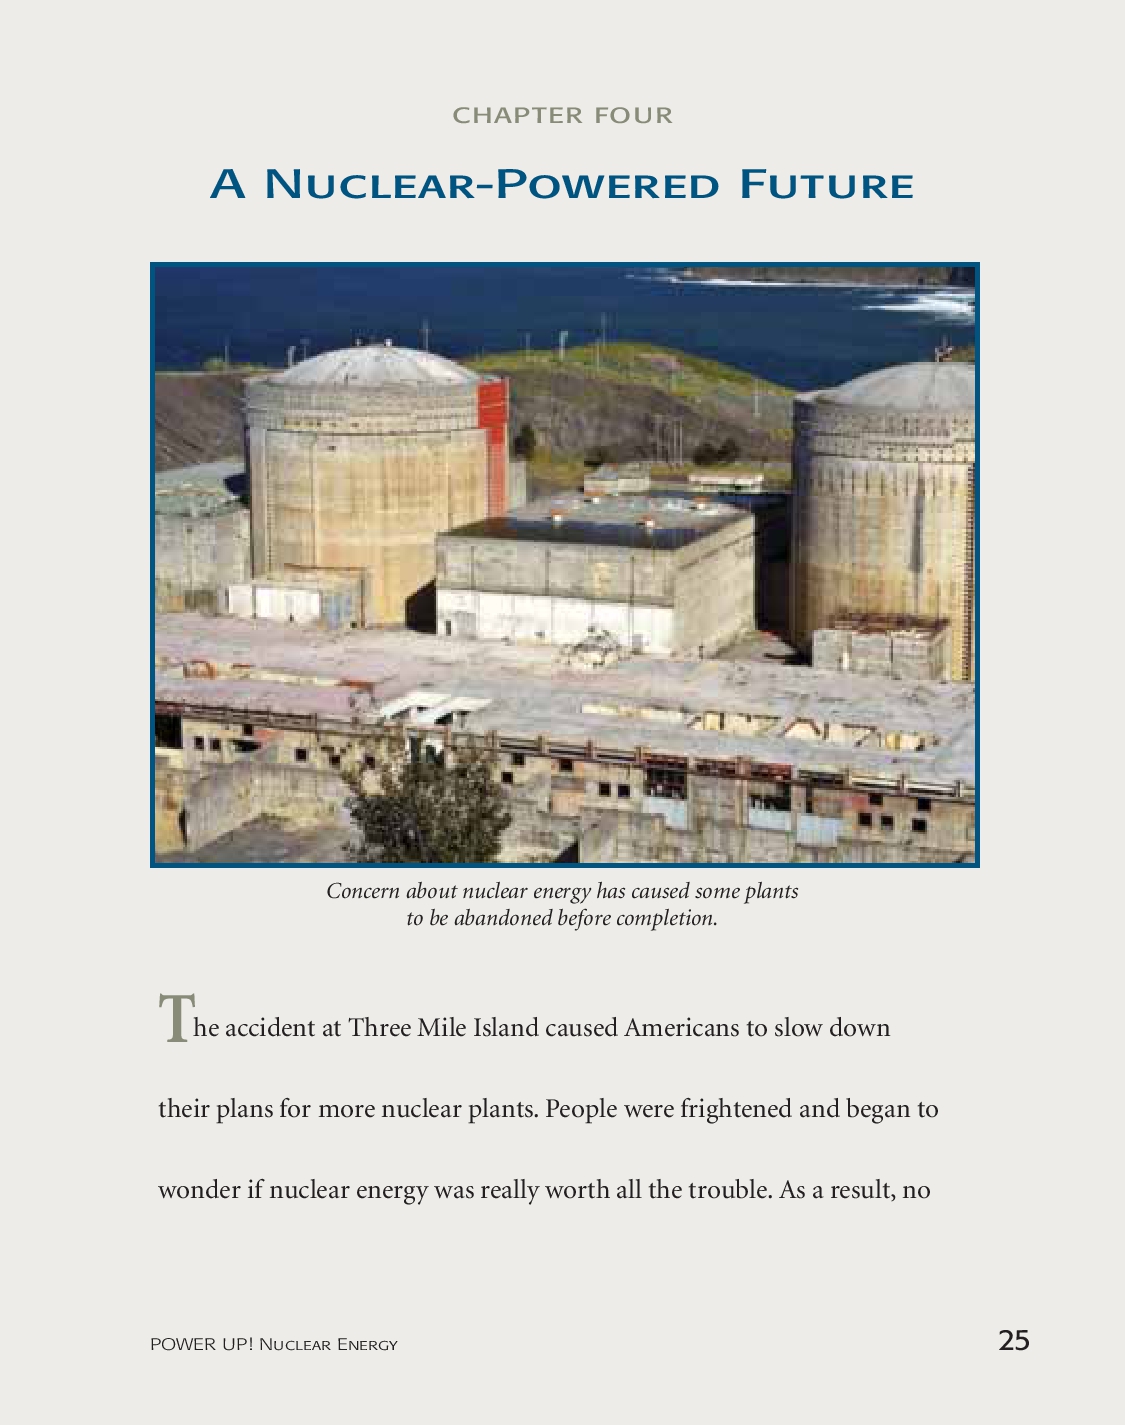 CHAPTER FOUR
A Nuclear-Powered Future
Concern about nuclear energy has caused some plants
to be abandoned before completion.
The accident at Three Mile Island caused Americans to slow down
their plans for more nuclear plants. People were frightened and began to
wonder if nuclear energy was really worth all the trouble. As a result, no
POWER UP! Nuclear Energy
25